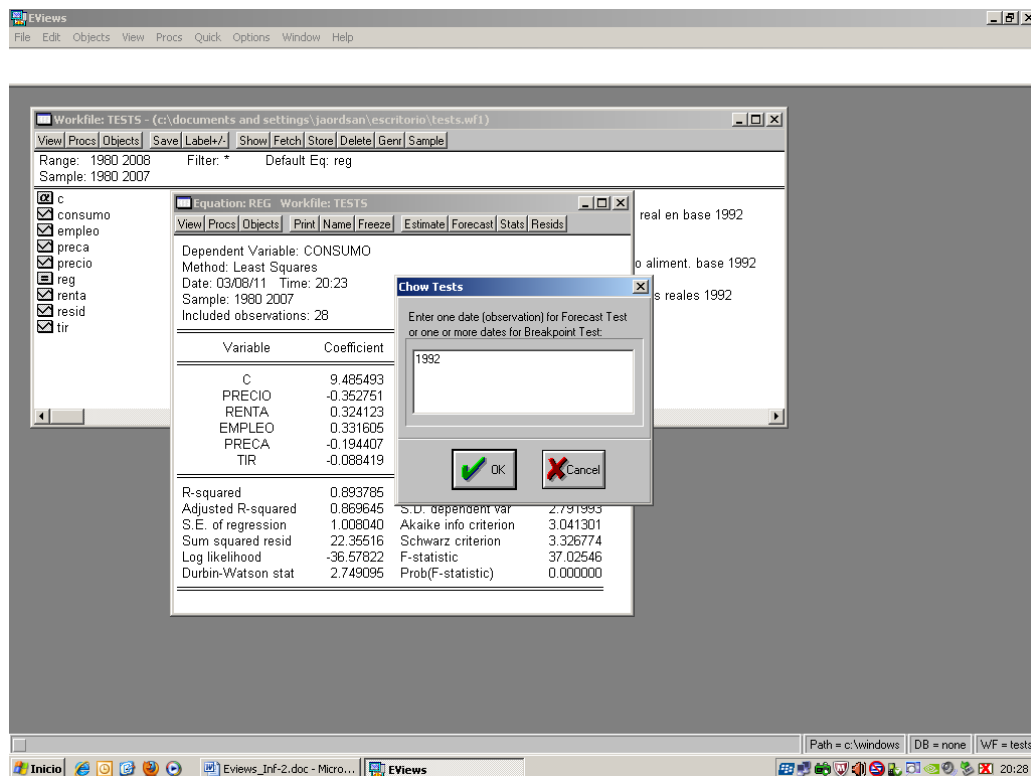 EViews
File Edit Objects View Procs Quick Options Window Help
Workfile: TESTS - (c:\documents and settings\jaordsan\escritorio\tests.wf1)
View Procs Objects Save Label+/- Show Fetch Store Delete Genr Sample
Range: 1980 2008 Filter: * Default Eq: reg
Sample: 1980 2007
c
consumo
empleo
preca
precio
reg
renta
resid
tir
real en base 1992
o aliment. base 1992
s reales 1992
Equation: REG Workfile: TESTS
View Procs Objects Print Name Freeze Estimate Forecast Stats Resids
Dependent Variable: CONSUMO
Method: Least Squares
Date: 03/08/11 Time: 20:23
Sample: 1980 2007
Included observations: 28
Variable Coefficient
C 9.485493
PRECIO -0.352751
RENTA 0.324123
EMPLEO 0.331605
PRECA -0.194407
TIR -0.088419
R-squared 0.893785
Adjusted R-squared 0.869645 S.D. dependent var 2.791993
S.E. of regression 1.008040 Akaike info criterion 3.041301
Sum squared resid 22.35516 Schwarz criterion 3.326774
Log likelihood -36.57822 F-statistic 37.02546
Durbin-Watson stat 2.749095 Prob(F-statistic) 0.000000
Chow Tests
Enter one date (observation) for Forecast Test
or one or more dates for Breakpoint Test:
1992
OK Cancel
Path = c:\windows DB = none WF = tests
Inicio Eviews_Inf-2.doc - Micro... EViews 20:28